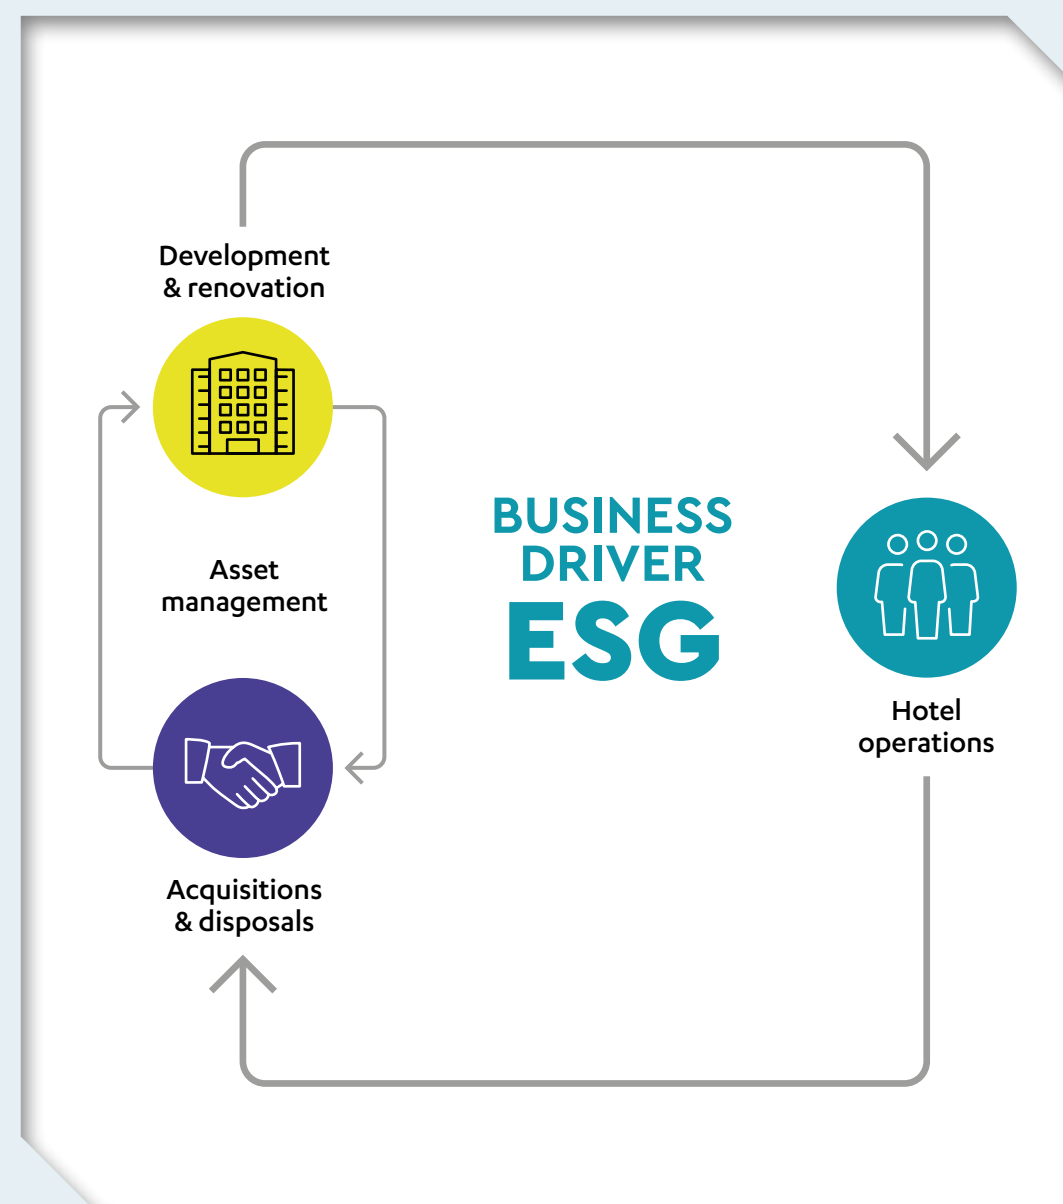 Development
& renovation
Asset
management
BUSINESS
DRIVER
ESG
Hotel
operations
Acquisitions
& disposals